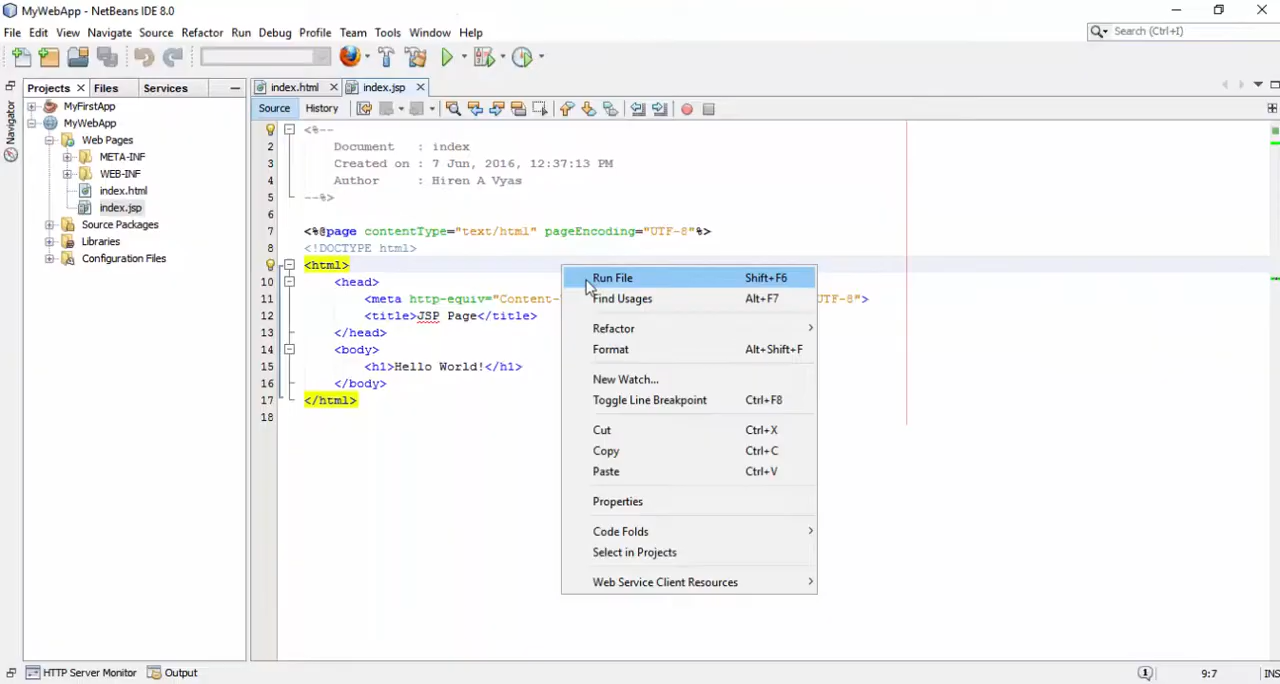 MyWebApp - NetBeans IDE 8.0
File Edit View Navigate Source Refactor Run Debug Profile Team Tools Window Help
Search (Ctrl+I)
Projects Files Services
index.html index.jsp
Source History
Navigator
MyFirstApp
MyWebApp
Web Pages
META-INF
WEB-INF
index.html
index.jsp
Source Packages
Libraries
Configuration Files
<%--
2 Document : index
3 Created on : 7 Jun, 2016, 12:37:13 PM
4 Author : Hiren A Vyas
5 --%>
6
7 <%@page contentType="text/html" pageEncoding="UTF-8"%>
8 <!DOCTYPE html>
<html>
10 <head>
11 <meta http-equiv="Content- UTF-8">
12 <title>JSP Page</title>
13 </head>
14 <body>
15 <h1>Hello World!</h1>
16 </body>
17 </html>
18
Run File Shift+F6
Find Usages Alt+F7
Refactor
Format Alt+Shift+F
New Watch...
Toggle Line Breakpoint Ctrl+F8
Cut Ctrl+X
Copy Ctrl+C
Paste Ctrl+V
Properties
Code Folds
Select in Projects
Web Service Client Resources
HTTP Server Monitor Output
1 9:7 INS